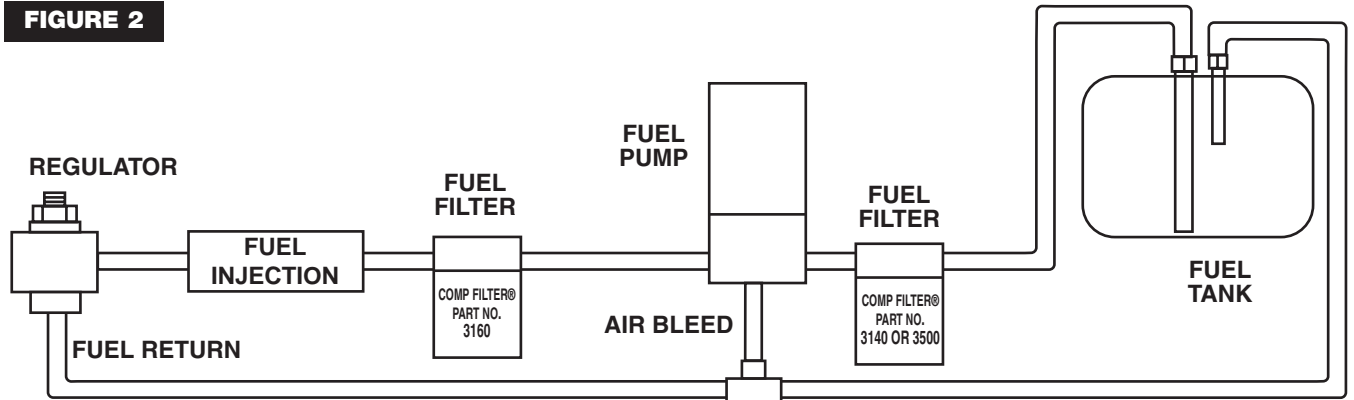 FIGURE 2
REGULATOR
FUEL
INJECTION
FUEL RETURN
FUEL
FILTER
COMP FILTER®
PART NO.
3160
FUEL
PUMP
AIR BLEED
FUEL
FILTER
COMP FILTER®
PART NO.
3140 OR 3500
FUEL
TANK